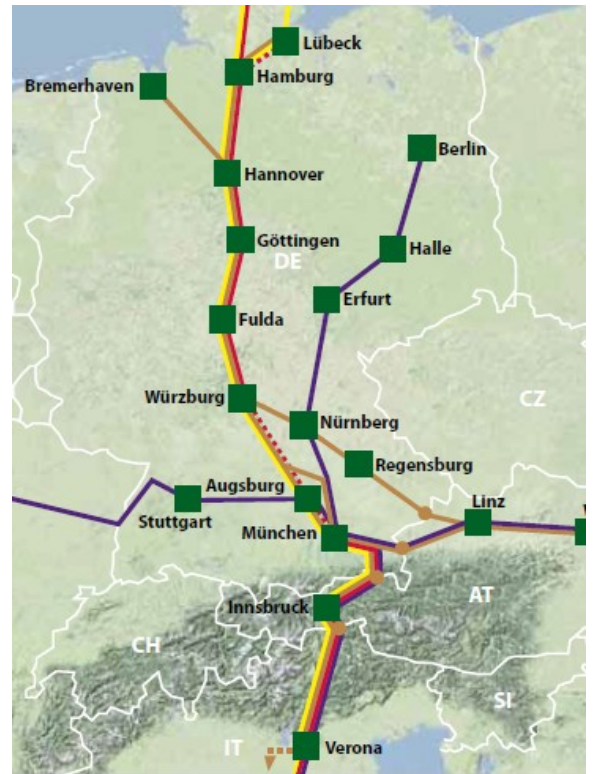 Lübeck
Hamburg
Bremerhaven
Berlin
Hannover
Göttingen
DE
Halle
Erfurt
Fulda
Würzburg
CZ
Nürnberg
Regensburg
Augsburg
Linz
Stuttgart
München
AT
Innsbruck
CH
SI
IT
Verona